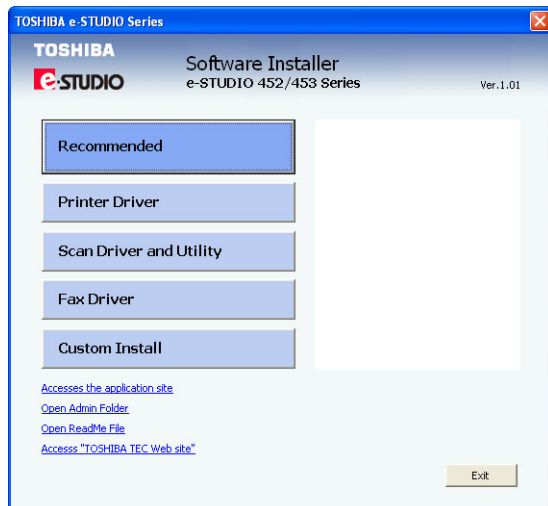 TOSHIBA e-STUDIO Series
TOSHIBA
e-STUDIO
Software Installer
e-STUDIO 452/453 Series
Ver.1.01
Recommended
Printer Driver
Scan Driver and Utility
Fax Driver
Custom Install
Accesses the application site
Open Admin Folder
Open ReadMe File
Accesss "TOSHIBA TEC Web site"
Exit